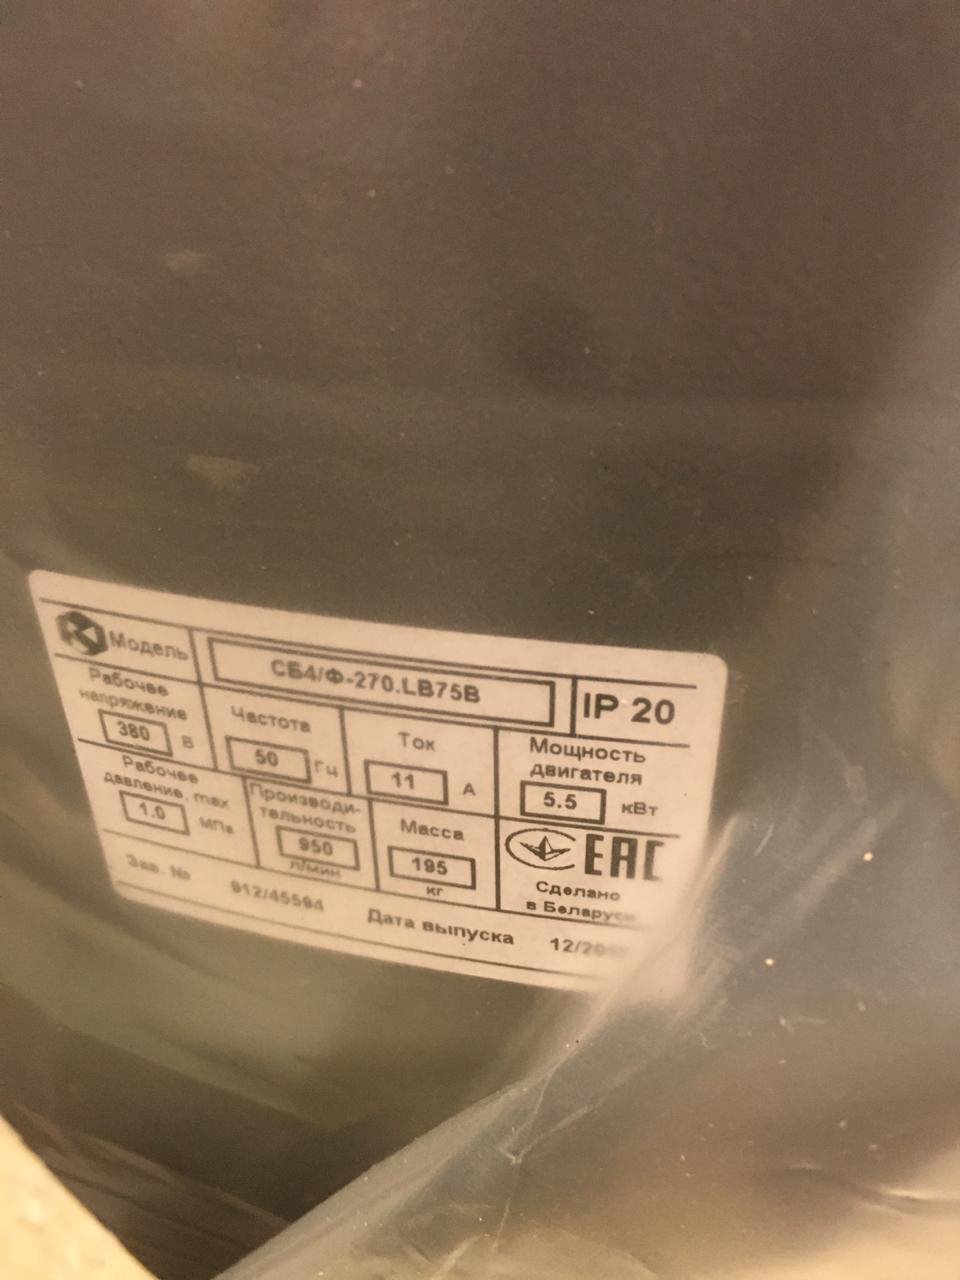 Модель СБ4/Ф-270.LB75В IP 20
Рабочее
напряжение
380 В
Частота
50 Гц
Ток
11 А
Мощность
двигателя
5.5 кВт
Рабочее
давление, max
1.0 МПа
Производи-
тельность
950
л/мин
Масса
195
кг
EAC
Сделано
в Беларуси
Зав. № 912/45594 Дата выпуска